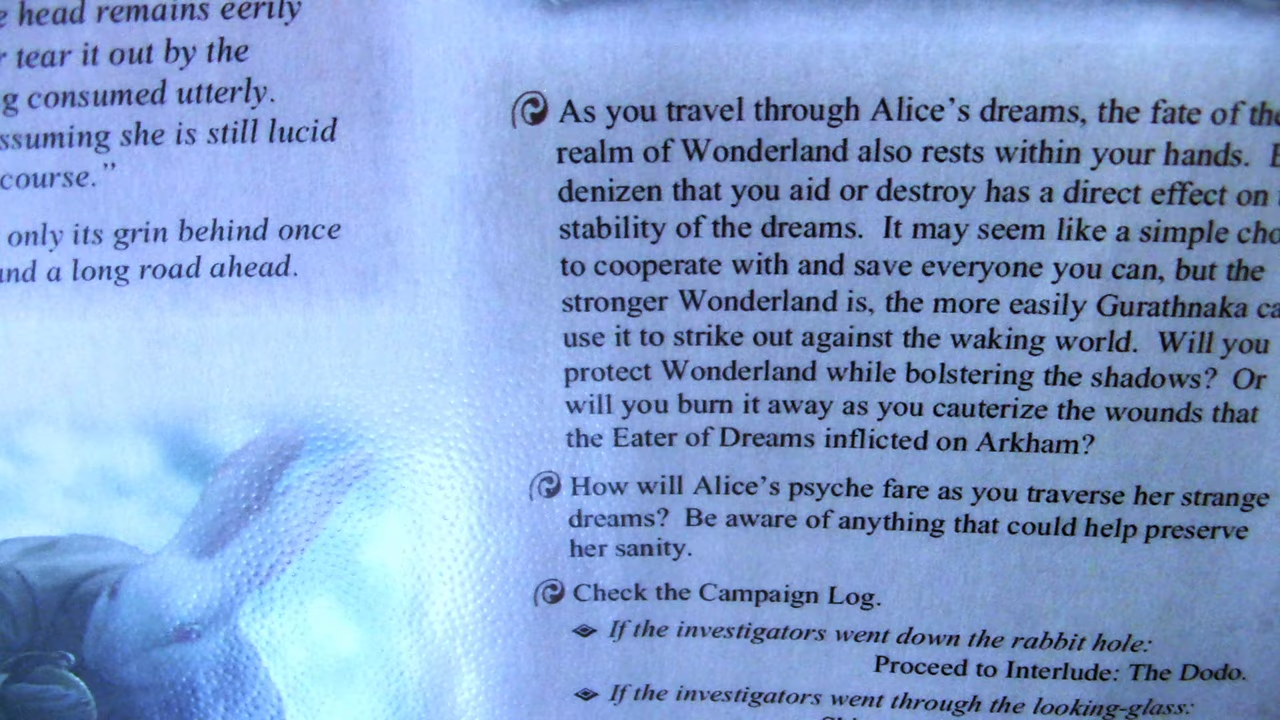 head remains eerily
tear it out by the
g consumed utterly.
ssuming she is still lucid
course."
only its grin behind once
and a long road ahead.
As you travel through Alice's dreams, the fate of the
realm of Wonderland also rests within your hands.
denizen that you aid or destroy has a direct effect on
stability of the dreams. It may seem like a simple cho
to cooperate with and save everyone you can, but the
stronger Wonderland is, the more easily Gurathnaka ca
use it to strike out against the waking world. Will you
protect Wonderland while bolstering the shadows? Or
will you burn it away as you cauterize the wounds that
the Eater of Dreams inflicted on Arkham?
How will Alice's psyche fare as you traverse her strange
dreams? Be aware of anything that could help preserve
her sanity.
Check the Campaign Log.
If the investigators went down the rabbit hole:
Proceed to Interlude: The Dodo.
If the investigators went through the looking-glass: